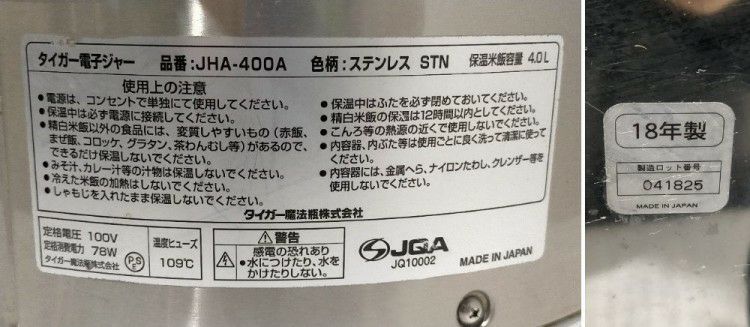 タイガー電子ジャー 品番:JHA-400A 色柄:ステンレス STN 保温米飯容量 4.0L
使用上の注意
●電源は、コンセントで単独にて使用してください。
●保温中は必ず電源に接続してください。
●精白米飯以外の食品には、変質しやすいもの（赤飯、
まぜ飯、コロッケ、グラタン、茶わんむし等）があるので、
できるだけ保温しないでください。
●みそ汁、カレー汁等の汁物は保温しないでください。
●冷えた米飯の加熱はしないでください。
●しゃもじを入れたまま保温しないでください。
●保温中はふたを必ず閉めておいてください。
●精白米飯の保温は12時間以内としてください。
●こんろ等の熱源の近くで使用しないでください。
●内容器、内ぶた等は使用ごとに良く洗って清潔に使って
ください。
●内容器には、金属へら、ナイロンたわし、クレンザー等を
使用しないでください。
タイガー魔法瓶株式会社
定格電圧 100V
定格消費電力 78W
タイガー魔法瓶株式会社
PSE
温度ヒューズ
109℃
⚠警告
感電の恐れあり
●水につけたり、水を
かけたりしない。
JQA
JQ10002
MADE IN JAPAN
18年製
製造ロット番号
041825
MADE IN JAPAN